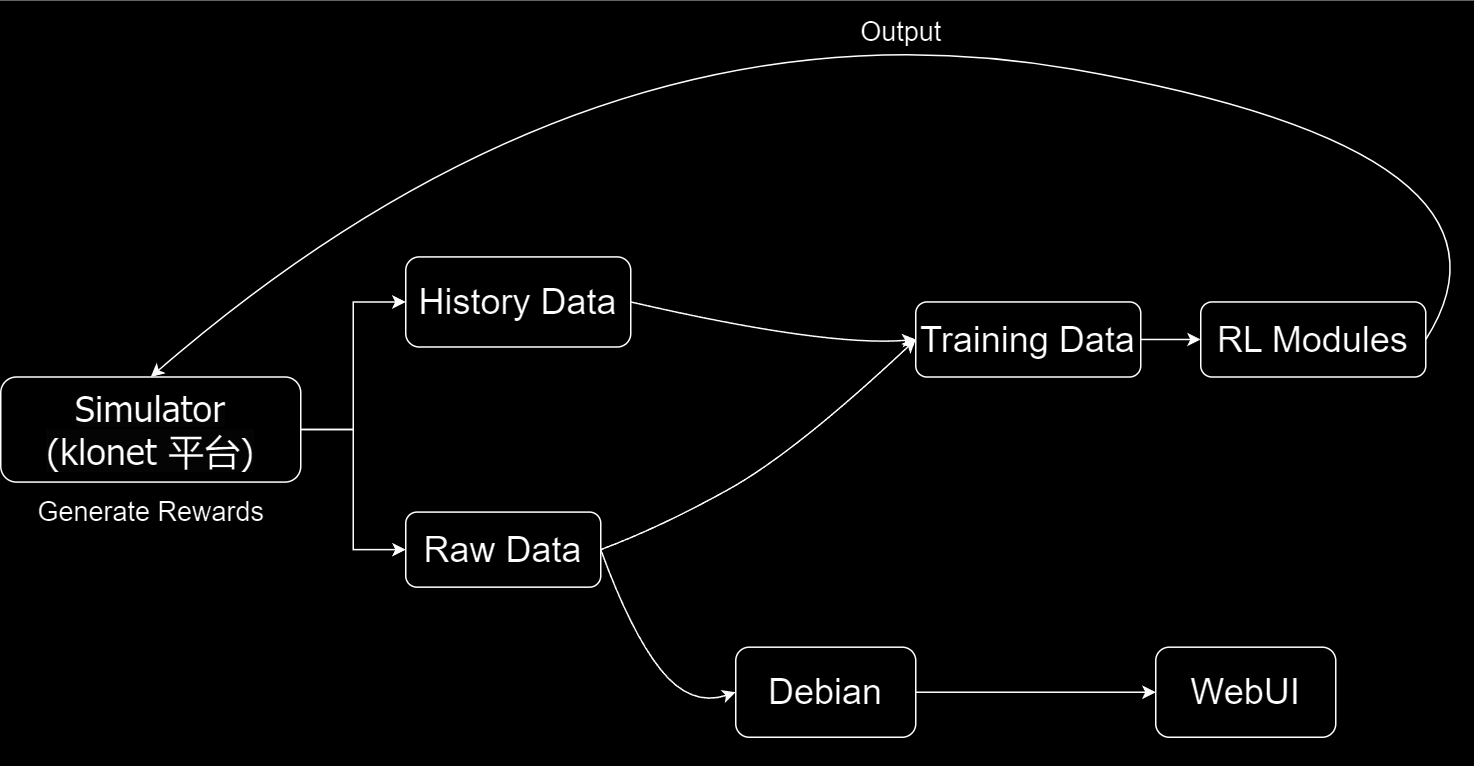 Output
History Data
Training Data
RL Modules
Simulator
(klonet 平台)
Generate Rewards
Raw Data
Debian
WebUI